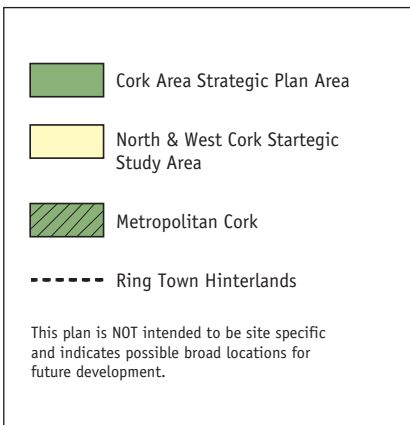 Cork Area Strategic Plan Area
North & West Cork Startegic
Study Area
Metropolitan Cork
Ring Town Hinterlands
This plan is NOT intended to be site specific
and indicates possible broad locations for
future development.